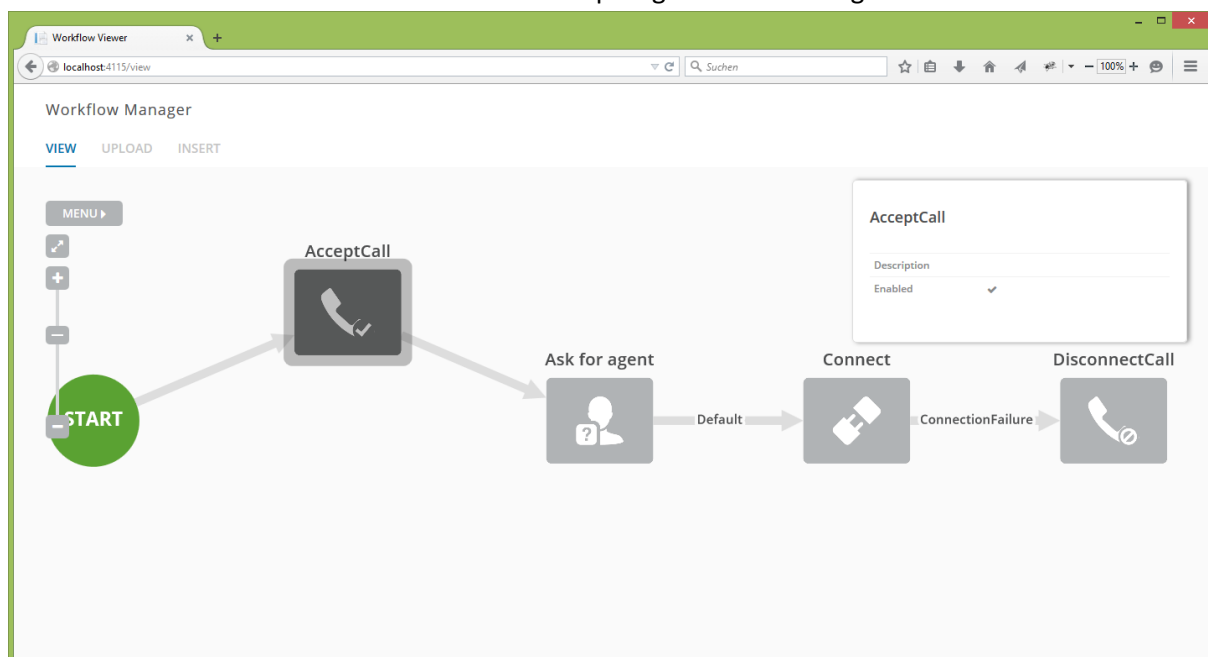 Workflow Viewer
localhost:4115/view
Suchen
100%
Workflow Manager
VIEW UPLOAD INSERT
MENU
AcceptCall
AcceptCall
Description
Enabled
Ask for agent
Connect
DisconnectCall
START
Default
ConnectionFailure